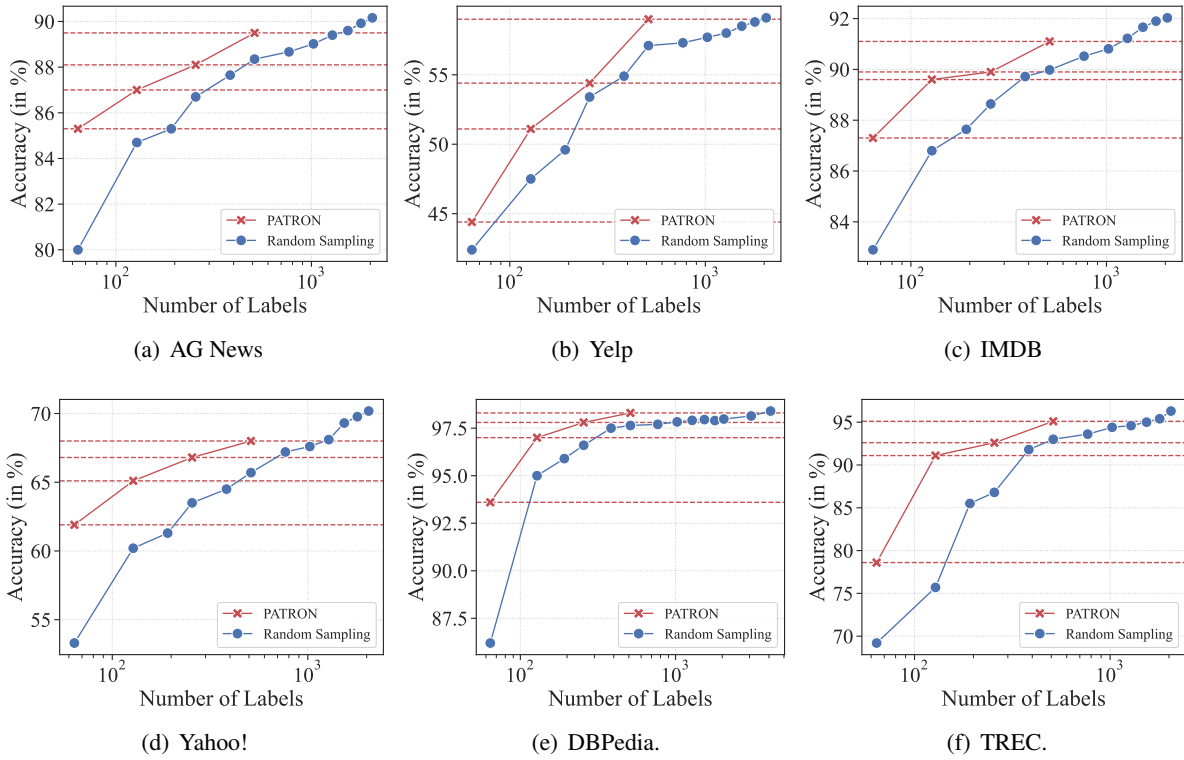 90
88
86
84
82
80
Accuracy (in %)
PATRON
Random Sampling
10^2
10^3
Number of Labels
(a) AG News
55
50
45
Accuracy (in %)
PATRON
Random Sampling
10^2
10^3
Number of Labels
(b) Yelp
92
90
88
86
84
Accuracy (in %)
PATRON
Random Sampling
10^2
10^3
Number of Labels
(c) IMDB
70
65
60
55
Accuracy (in %)
PATRON
Random Sampling
10^2
10^3
Number of Labels
(d) Yahoo!
97.5
95.0
92.5
90.0
87.5
Accuracy (in %)
PATRON
Random Sampling
10^2
10^3
Number of Labels
(e) DBPedia.
95
90
85
80
75
70
Accuracy (in %)
PATRON
Random Sampling
10^2
10^3
Number of Labels
(f) TREC.